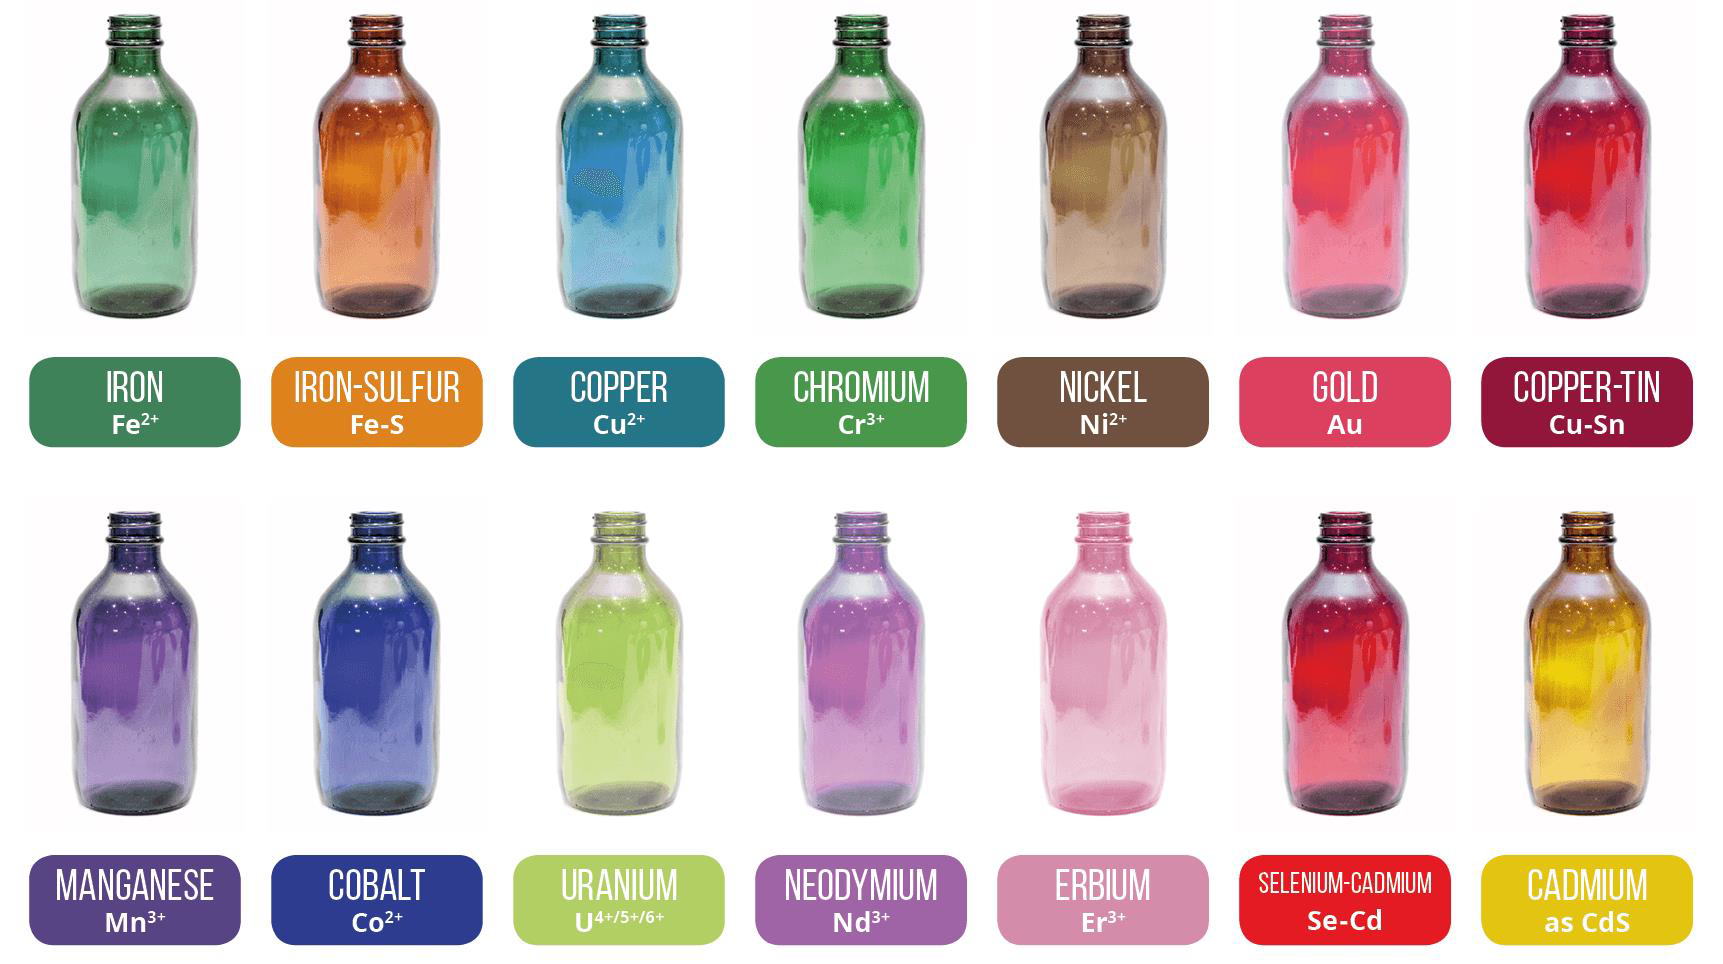 IRON
Fe²⁺
IRON-SULFUR
Fe-S
COPPER
Cu²⁺
CHROMIUM
Cr³⁺
NICKEL
Ni²⁺
GOLD
Au
COPPER-TIN
Cu-Sn
MANGANESE
Mn³⁺
COBALT
Co²⁺
URANIUM
U⁴⁺/⁵⁺/⁶⁺
NEODYMIUM
Nd³⁺
ERBIUM
Er³⁺
SELENIUM-CADMIUM
Se-Cd
CADMIUM
as CdS